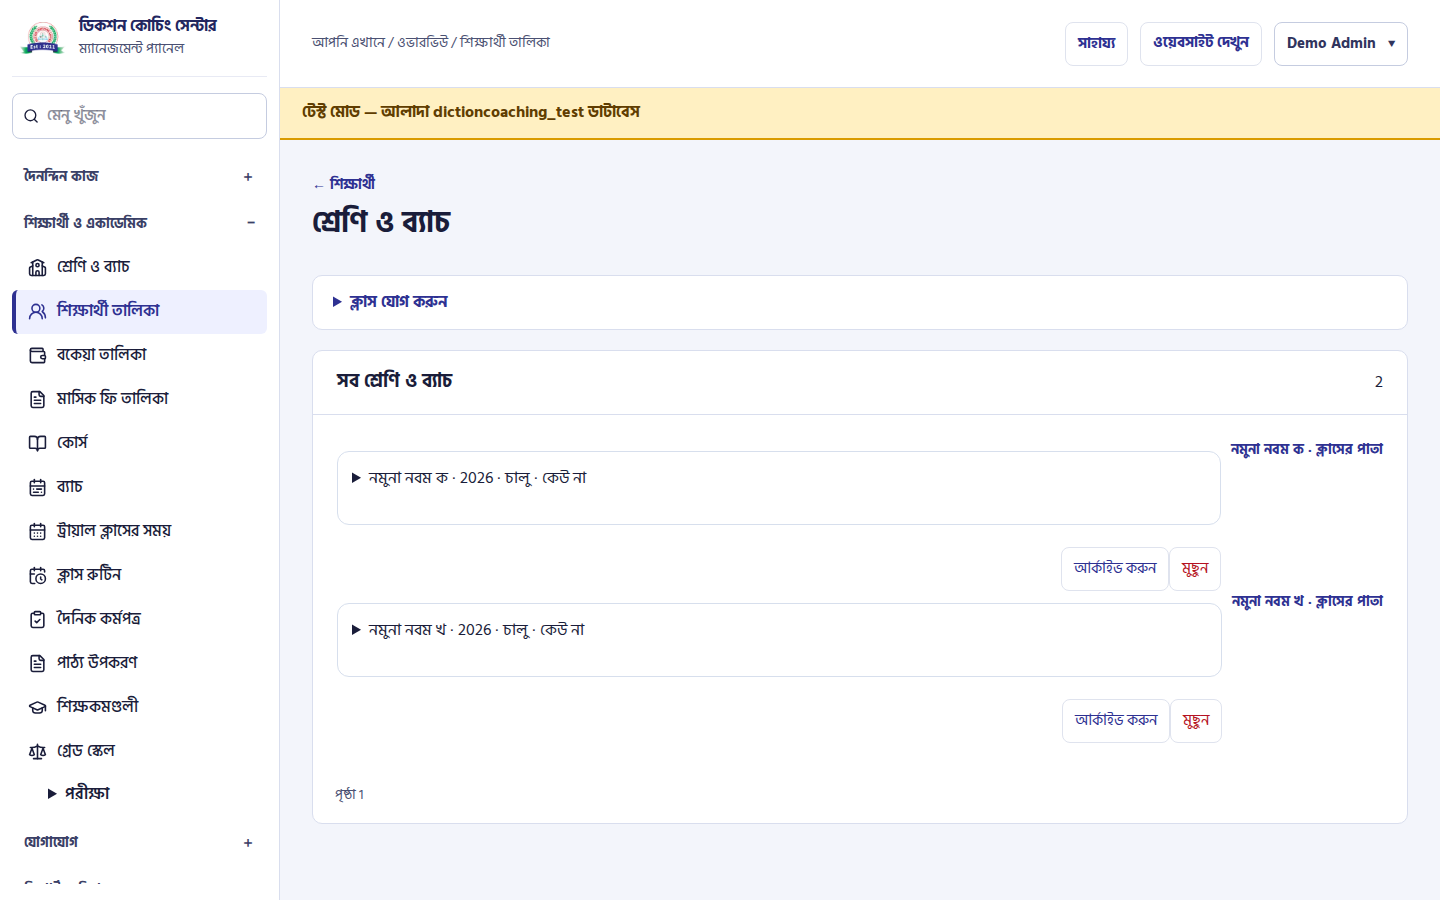 ডিকশন কোচিং সেন্টার
ম্যানেজমেন্ট প্যানেল
Est : 2011
মেনু খুঁজুন
দৈনন্দিন কাজ +
শিক্ষার্থী ও একাডেমিক −
শ্রেণি ও ব্যাচ
শিক্ষার্থী তালিকা
বকেয়া তালিকা
মাসিক ফি তালিকা
কোর্স
ব্যাচ
ট্রায়াল ক্লাসের সময়
ক্লাস রুটিন
দৈনিক কর্মপত্র
পাঠ্য উপকরণ
শিক্ষকমণ্ডলী
গ্রেড স্কেল
▶ পরীক্ষা
যোগাযোগ +
আপনি এখানে / ওভারভিউ / শিক্ষার্থী তালিকা
সাহায্য
ওয়েবসাইট দেখুন
Demo Admin ▼
টেস্ট মোড — আলাদা dictioncoaching_test ডাটাবেস
← শিক্ষার্থী
শ্রেণি ও ব্যাচ
▶ ক্লাস যোগ করুন
সব শ্রেণি ও ব্যাচ 2
▶ নমুনা নবম ক · 2026 · চালু · কেউ না
নমুনা নবম ক · ক্লাসের পাতা
আর্কাইভ করুন মুছুন
▶ নমুনা নবম খ · 2026 · চালু · কেউ না
নমুনা নবম খ · ক্লাসের পাতা
আর্কাইভ করুন মুছুন
পৃষ্ঠা 1